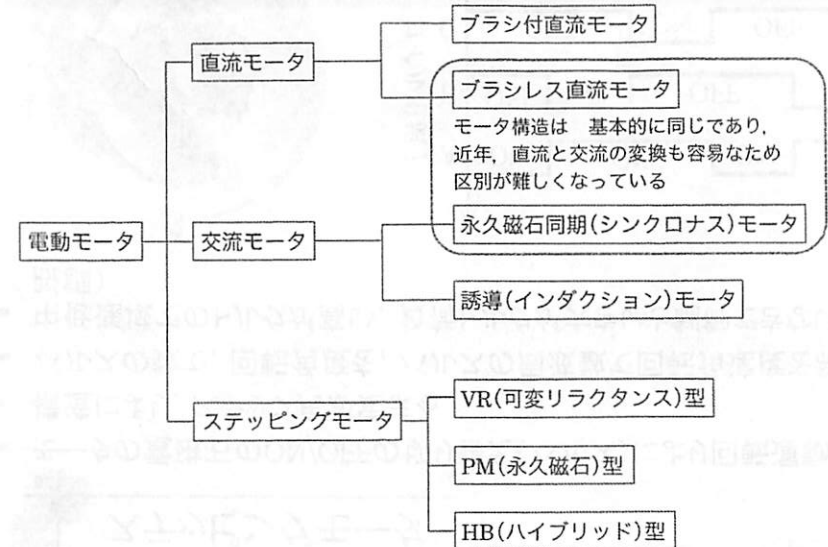 ブラシ付直流モータ
直流モータ
ブラシレス直流モータ
モータ構造は 基本的に同じであり,
近年, 直流と交流の変換も容易なため
区別が難しくなっている
永久磁石同期(シンクロナス)モータ
電動モータ
交流モータ
誘導(インダクション)モータ
VR(可変リラクタンス)型
ステッピングモータ
PM(永久磁石)型
HB(ハイブリッド)型